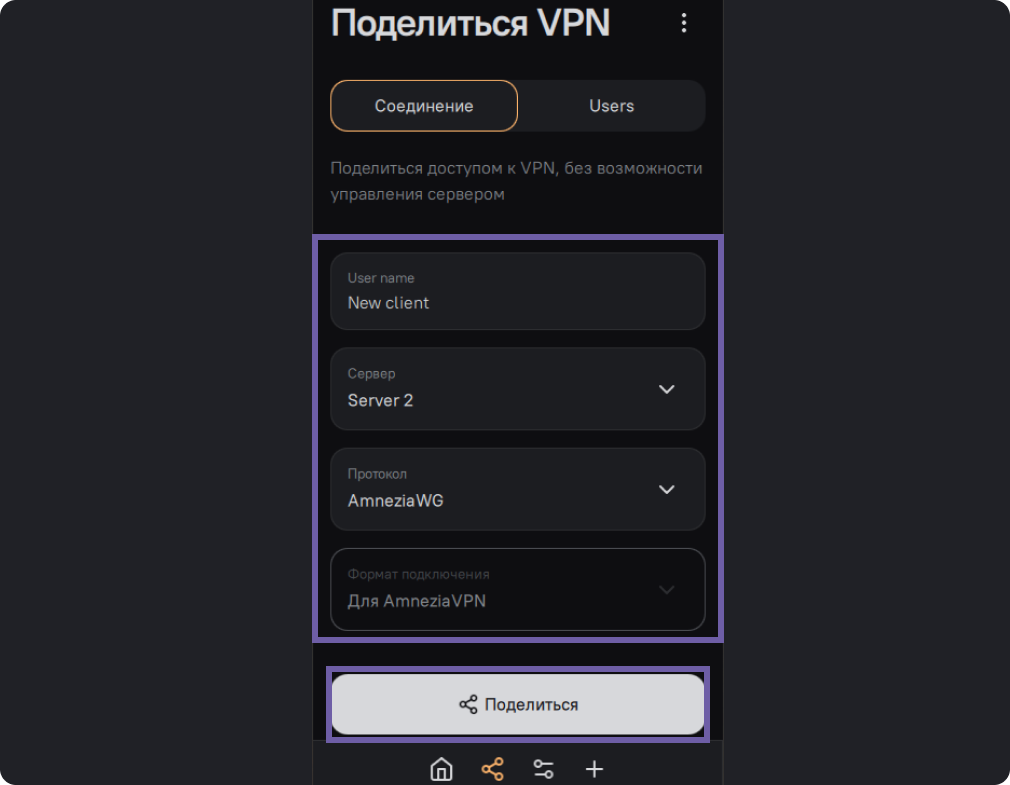 Поделиться VPN
Соединение
Users
Поделиться доступом к VPN, без возможности
управления сервером
User name
New client
Сервер
Server 2
Протокол
AmneziaWG
Формат подключения
Для AmneziaVPN
Поделиться